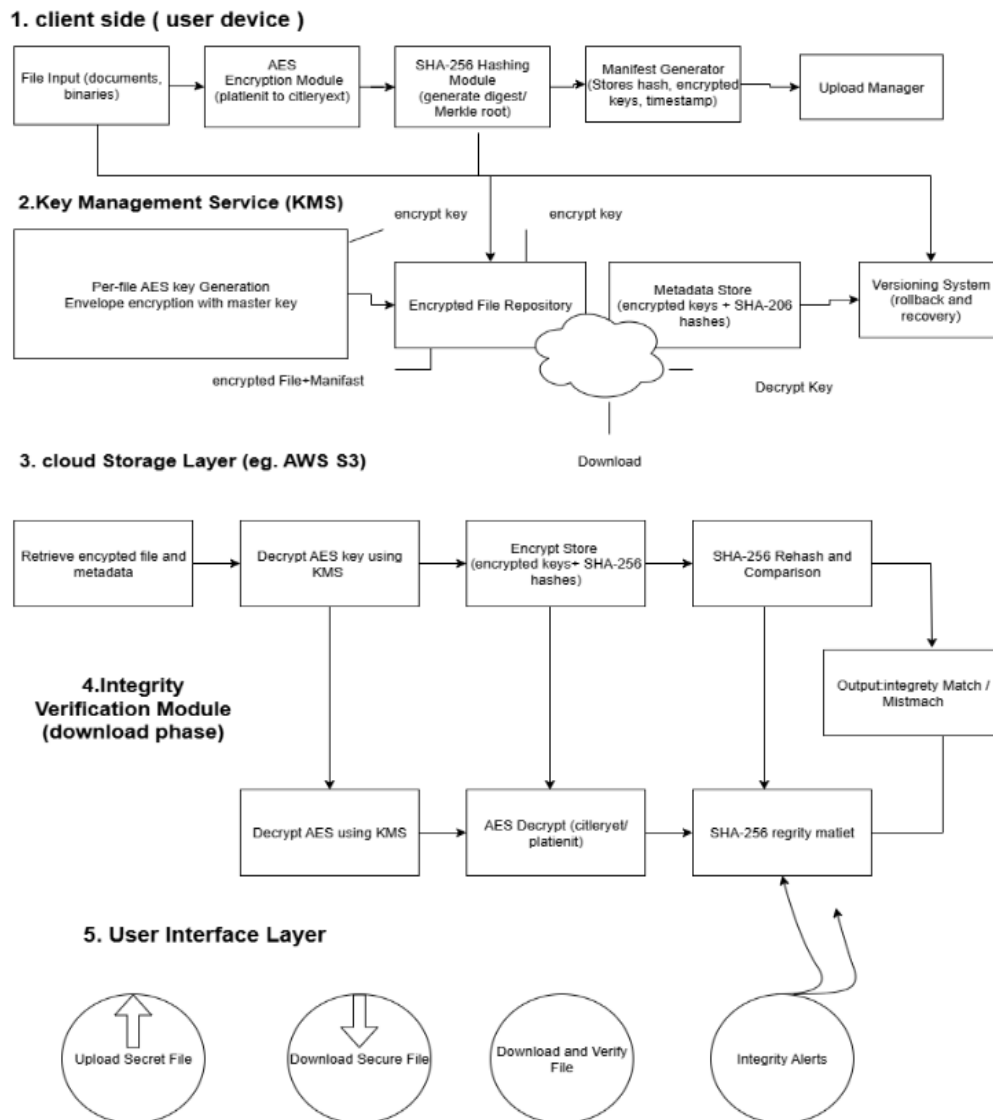 1. client side ( user device )
File Input (documents,
binaries)
AES
Encryption Module
(platlenit to citleryext)
SHA-256 Hashing
Module
(generate digest/
Merkle root)
Manifest Generator
(Stores hash, encrypted
keys, timestamp)
Upload Manager
2.Key Management Service (KMS)
encrypt key
encrypt key
Per-file AES key Generation
Envelope encryption with master key
Encrypted File Repository
Metadata Store
(encrypted keys + SHA-206
hashes)
Versioning System
(rollback and
recovery)
encrypted File+Manifast
Decrypt Key
3. cloud Storage Layer (eg. AWS S3)
Download
Retrieve encrypted file and
metadata
Decrypt AES key using
KMS
Encrypt Store
(encrypted keys+ SHA-256
hashes)
SHA-256 Rehash and
Comparison
4.Integrity
Verification Module
(download phase)
Output:integrety Match /
Mistmach
Decrypt AES using KMS
AES Decrypt (citleryet/
platienit)
SHA-256 regrity matlet
5. User Interface Layer
Upload Secret File
Download Secure File
Download and Verify
File
Integrity Alerts